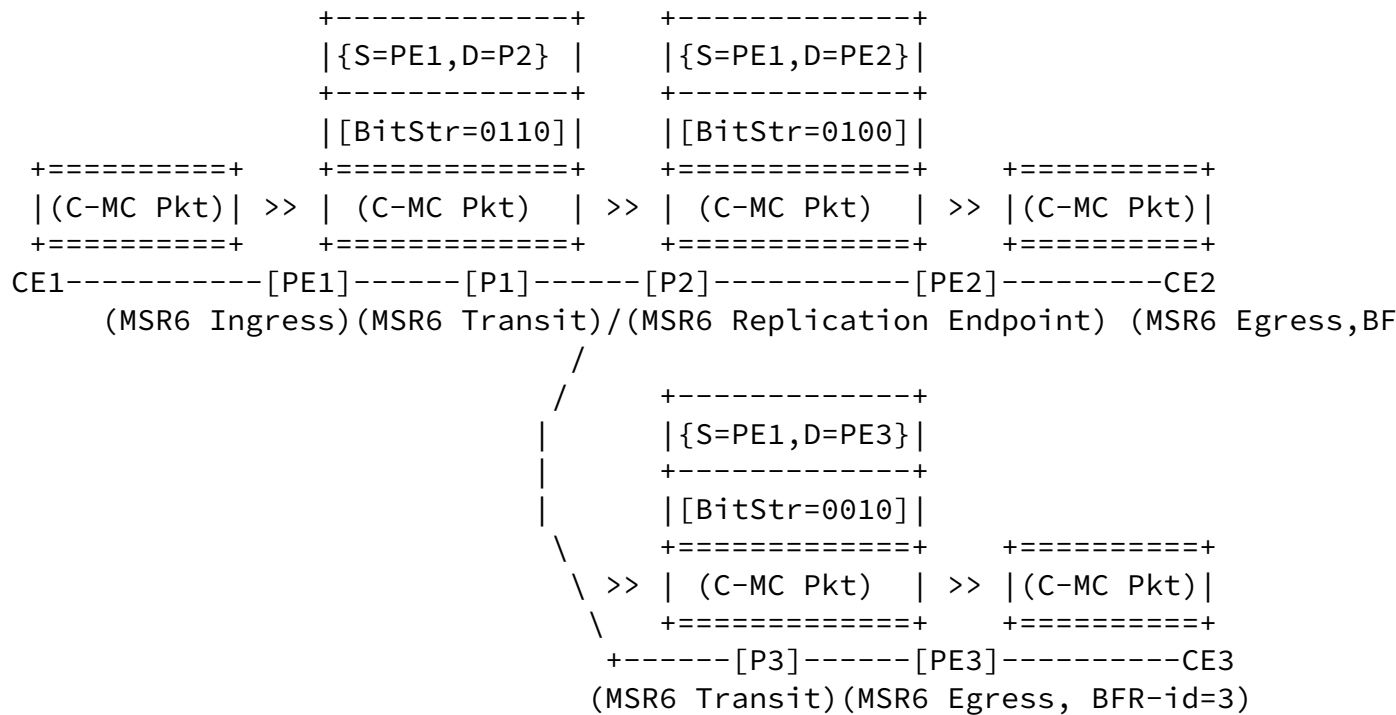 +-------------+ +-------------+
|{S=PE1,D=P2} | |{S=PE1,D=PE2}|
+-------------+ +-------------+
|[BitStr=0110]| |[BitStr=0100]|
+==========+ +=============+ +=============+ +==========+
|(C-MC Pkt)| >> | (C-MC Pkt) | >> | (C-MC Pkt) | >> |(C-MC Pkt)|
+==========+ +=============+ +=============+ +==========+
CE1-----------[PE1]------[P1]------[P2]-----------[PE2]---------CE2
(MSR6 Ingress)(MSR6 Transit)/(MSR6 Replication Endpoint) (MSR6 Egress,BF
/
/ +-------------+
| |{S=PE1,D=PE3}|
| +-------------+
| |[BitStr=0010]|
\ +=============+ +==========+
\ >> | (C-MC Pkt) | >> |(C-MC Pkt)|
\ +=============+ +==========+
+------[P3]------[PE3]----------CE3
(MSR6 Transit)(MSR6 Egress, BFR-id=3)